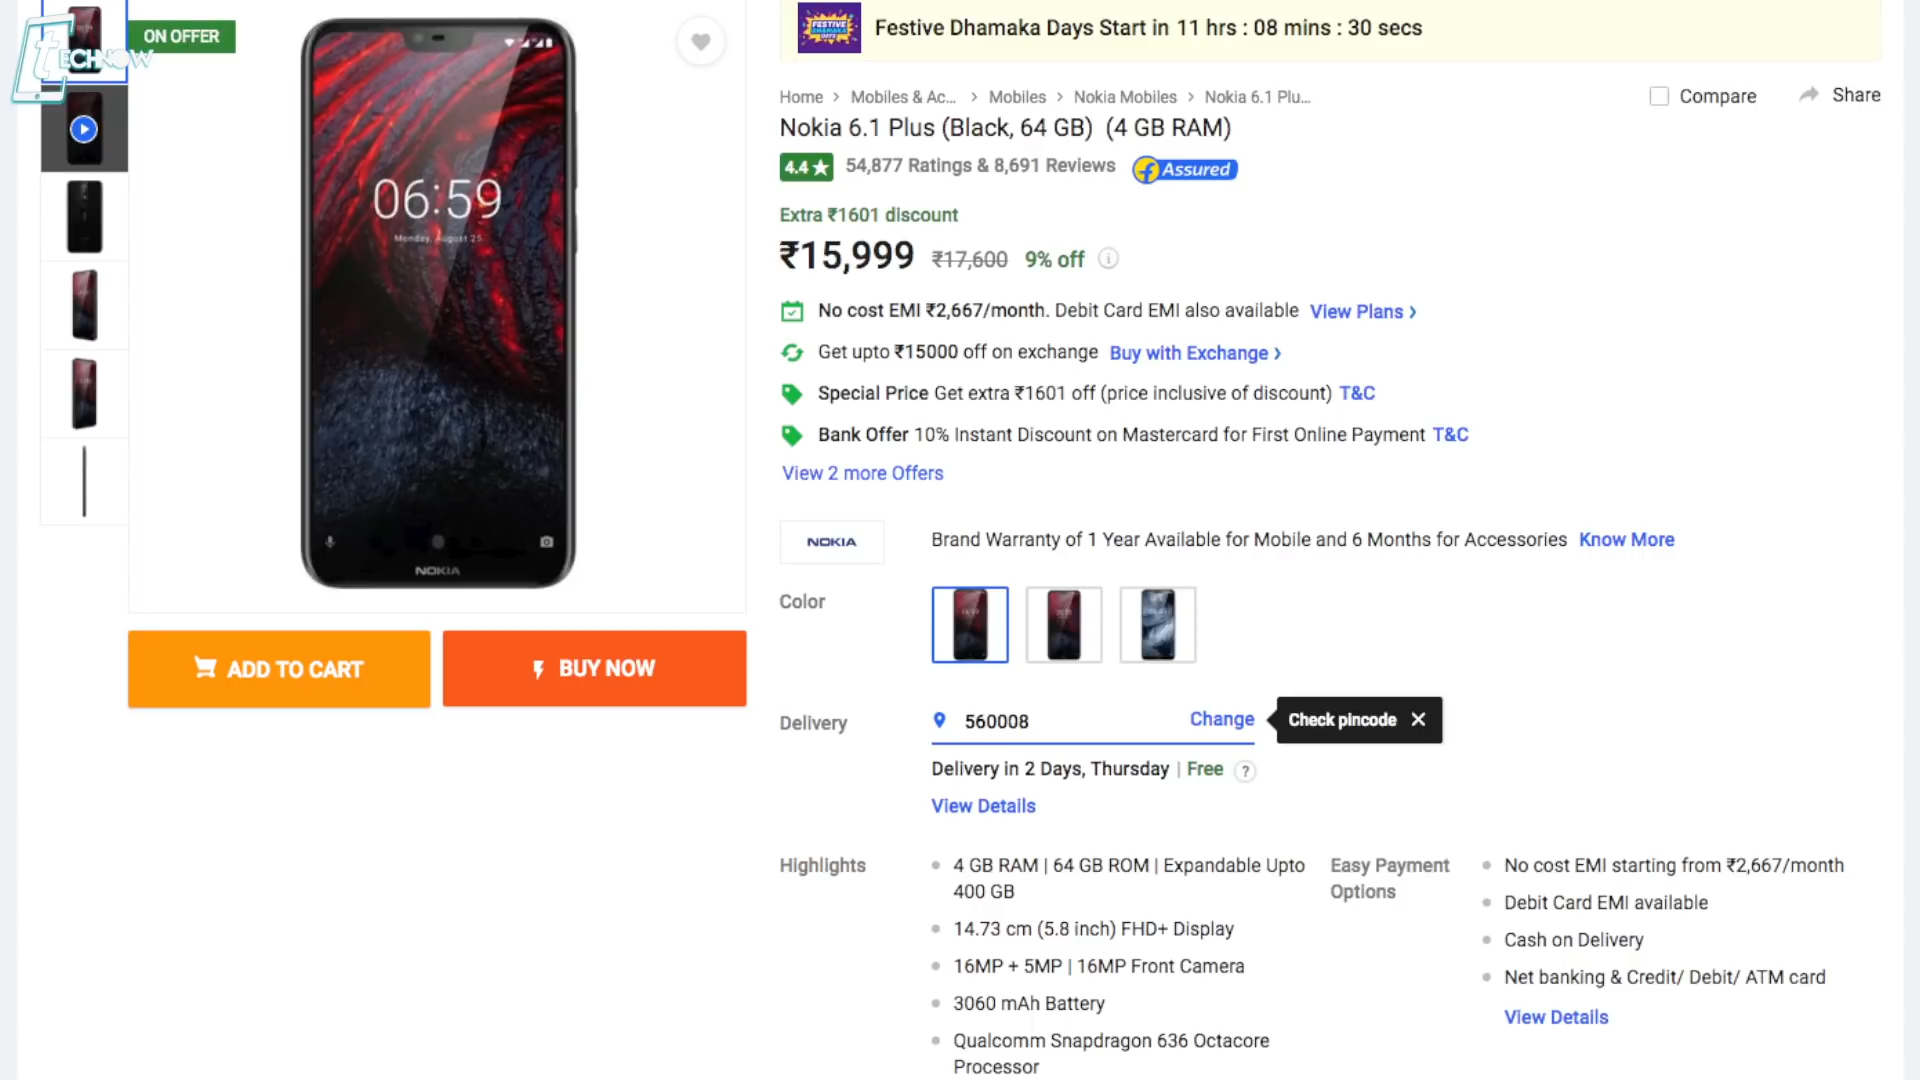 TECHNOW
ON OFFER
06:59
Monday, August 25
NOKIA
ADD TO CART
BUY NOW
FESTIVE DHAMAKA DAYS
Festive Dhamaka Days Start in 11 hrs : 08 mins : 30 secs
Home > Mobiles & Ac... > Mobiles > Nokia Mobiles > Nokia 6.1 Plu...
Compare
Share
Nokia 6.1 Plus (Black, 64 GB) (4 GB RAM)
4.4 ★ 54,877 Ratings & 8,691 Reviews f Assured
Extra ₹1601 discount
₹15,999 ₹17,600 9% off i
No cost EMI ₹2,667/month. Debit Card EMI also available View Plans ›
Get upto ₹15000 off on exchange Buy with Exchange ›
Special Price Get extra ₹1601 off (price inclusive of discount) T&C
Bank Offer 10% Instant Discount on Mastercard for First Online Payment T&C
View 2 more Offers
NOKIA Brand Warranty of 1 Year Available for Mobile and 6 Months for Accessories Know More
Color
Delivery 560008 Change Check pincode ✕
Delivery in 2 Days, Thursday | Free ?
View Details
Highlights
4 GB RAM | 64 GB ROM | Expandable Upto
400 GB
14.73 cm (5.8 inch) FHD+ Display
16MP + 5MP | 16MP Front Camera
3060 mAh Battery
Qualcomm Snapdragon 636 Octacore
Processor
Easy Payment
Options
No cost EMI starting from ₹2,667/month
Debit Card EMI available
Cash on Delivery
Net banking & Credit/ Debit/ ATM card
View Details